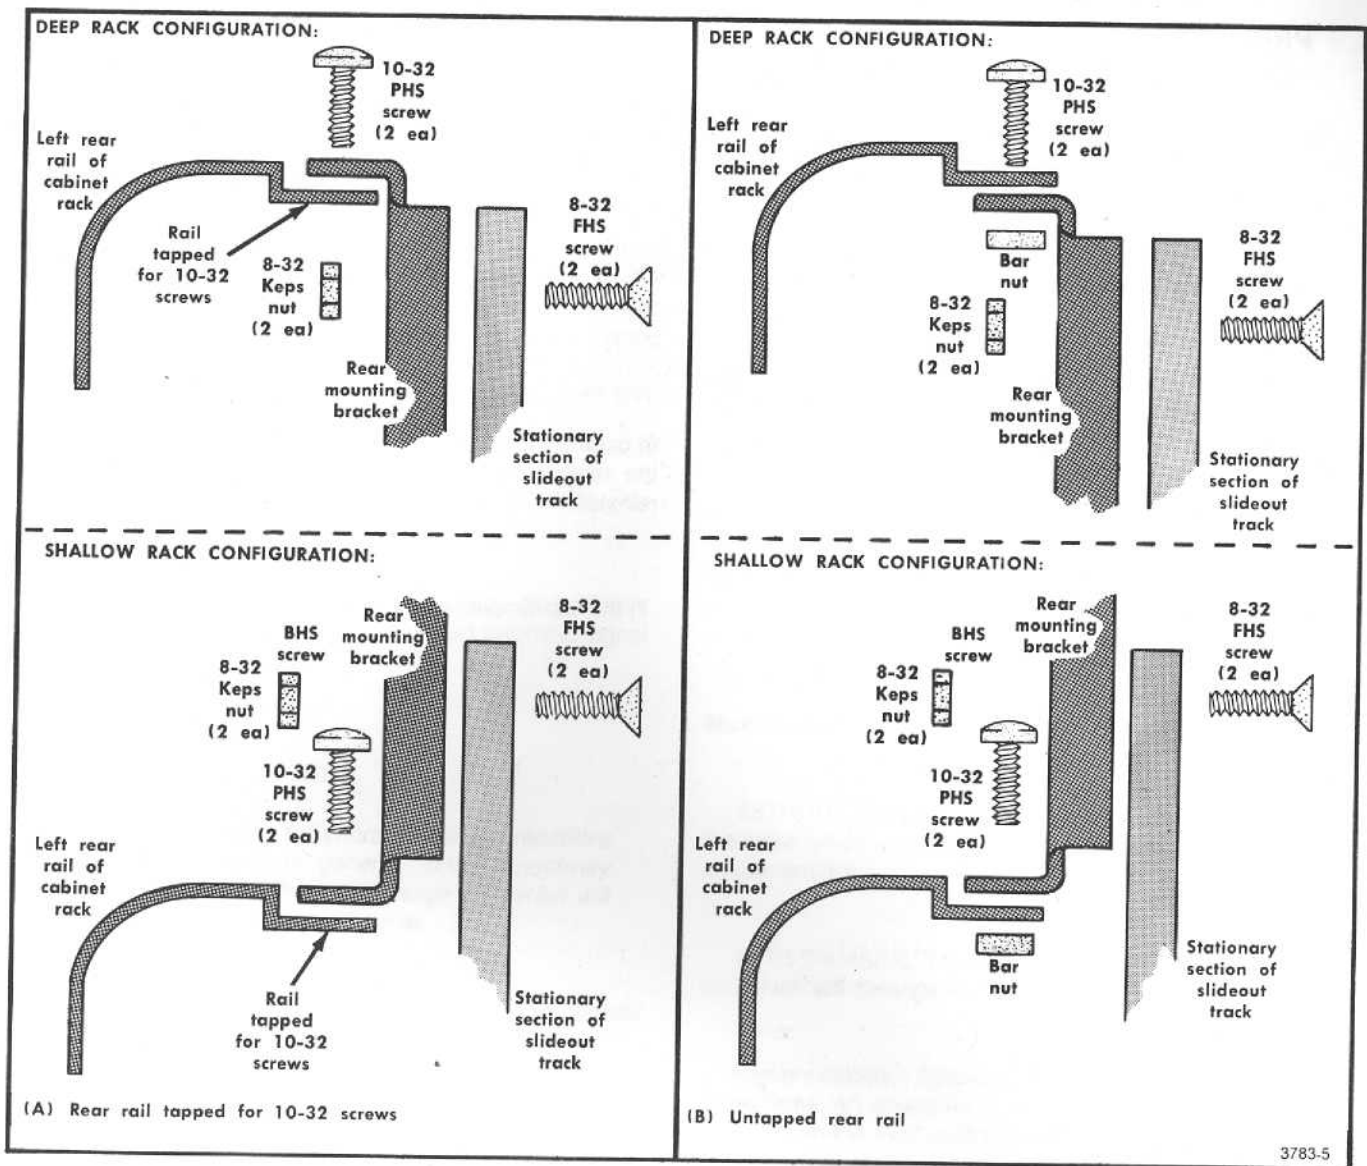 DEEP RACK CONFIGURATION:
10-32
PHS
screw
(2 ea)
Left rear
rail of
cabinet
rack
Rail
tapped
for 10-32
screws
8-32
Keps
nut
(2 ea)
8-32
FHS
screw
(2 ea)
Rear
mounting
bracket
Stationary
section of
slideout
track
SHALLOW RACK CONFIGURATION:
Rear
mounting
bracket
BHS
screw
8-32
Keps
nut
(2 ea)
8-32
FHS
screw
(2 ea)
10-32
PHS
screw
(2 ea)
Left rear
rail of
cabinet
rack
Rail
tapped
for 10-32
screws
Stationary
section of
slideout
track
(A) Rear rail tapped for 10-32 screws
DEEP RACK CONFIGURATION:
10-32
PHS
screw
(2 ea)
Left rear
rail of
cabinet
rack
Bar
nut
8-32
Keps
nut
(2 ea)
8-32
FHS
screw
(2 ea)
Rear
mounting
bracket
Stationary
section of
slideout
track
SHALLOW RACK CONFIGURATION:
Rear
mounting
bracket
BHS
screw
8-32
Keps
nut
(2 ea)
8-32
FHS
screw
(2 ea)
10-32
PHS
screw
(2 ea)
Left rear
rail of
cabinet
rack
Bar
nut
Stationary
section of
slideout
track
(B) Untapped rear rail
3783-5